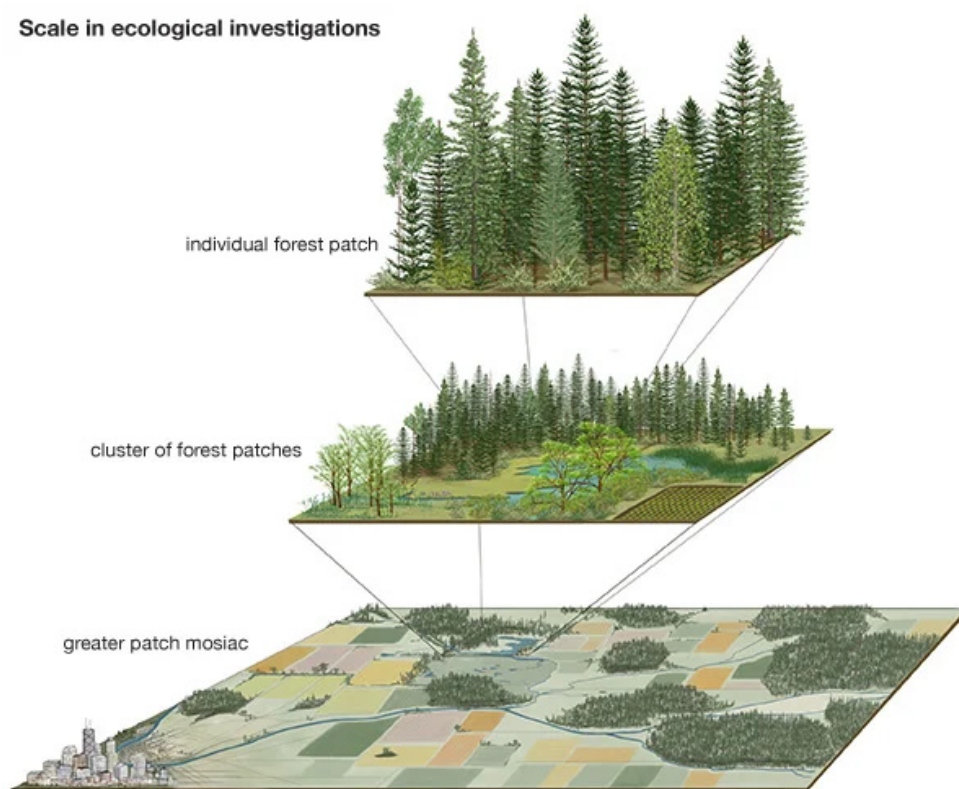 Scale in ecological investigations
individual forest patch
cluster of forest patches
greater patch mosiac